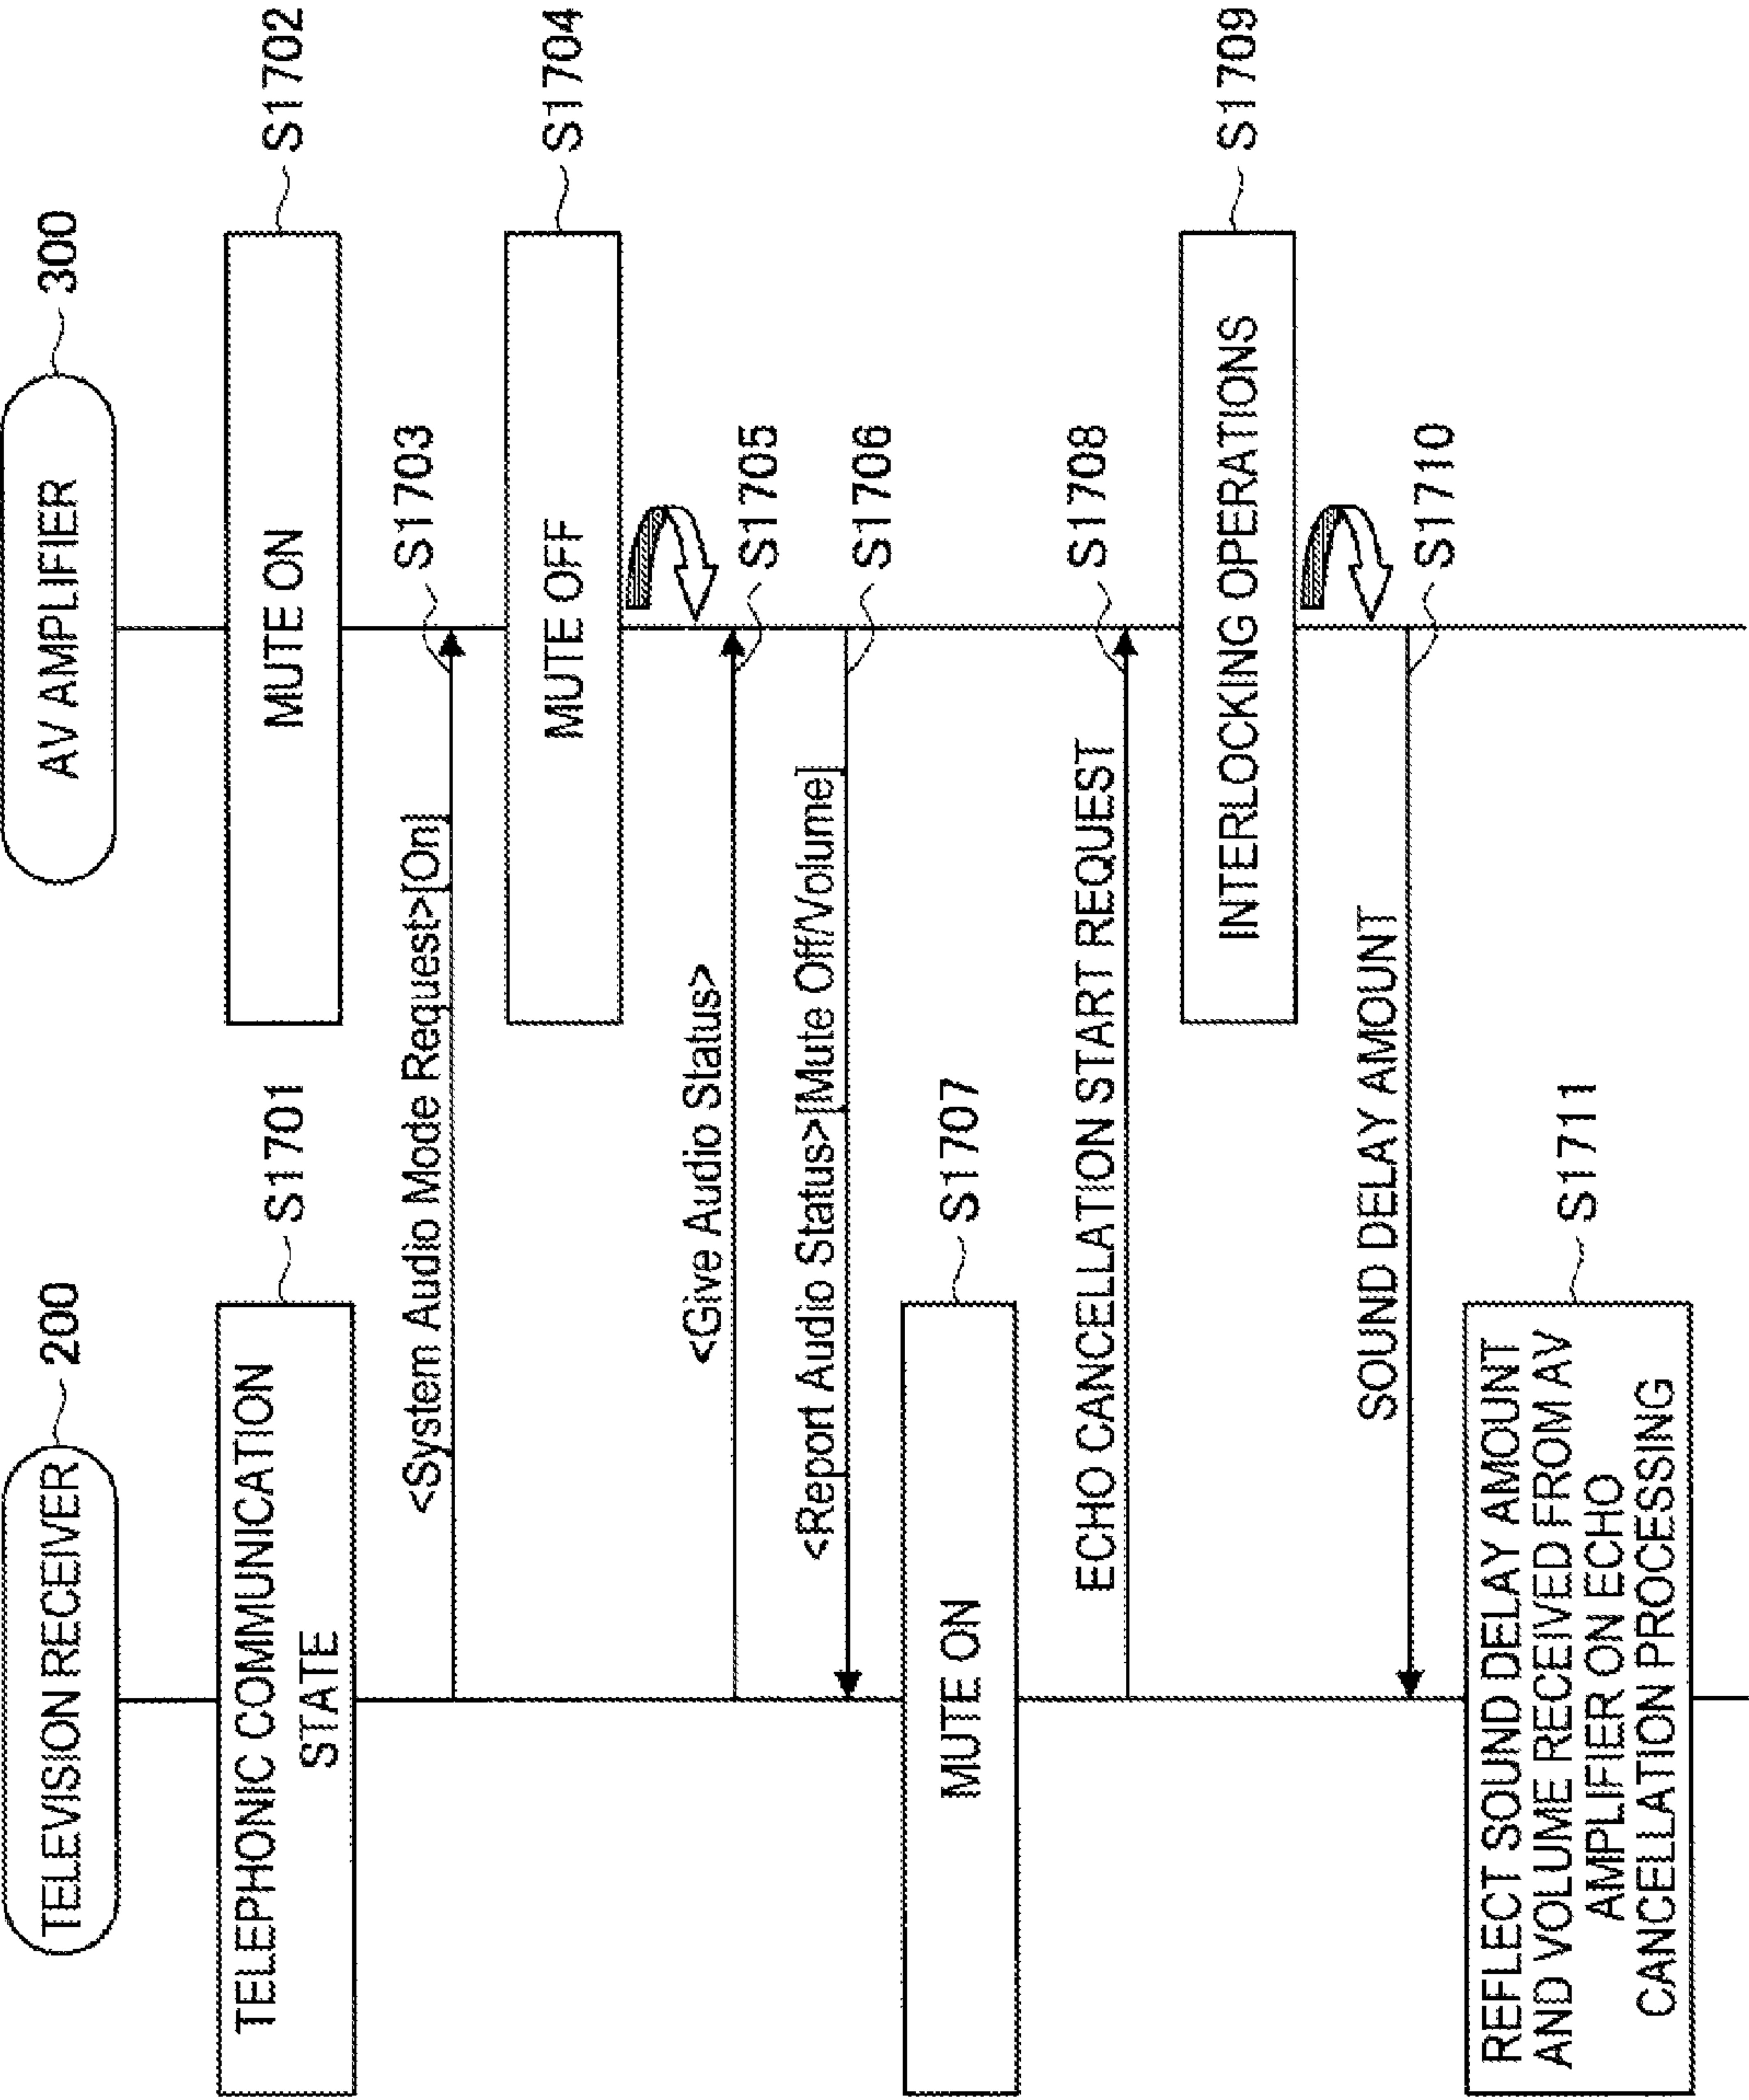 TELEVISION RECEIVER
200
AV AMPLIFIER
300
TELEPHONIC COMMUNICATION
STATE
S1701
MUTE ON
S1702
<System Audio Mode Request>[On]
S1703
MUTE OFF
S1704
<Give Audio Status>
S1705
<Report Audio Status>[Mute Off/Volume]
S1706
MUTE ON
S1707
ECHO CANCELLATION START REQUEST
S1708
INTERLOCKING OPERATIONS
S1709
SOUND DELAY AMOUNT
S1710
REFLECT SOUND DELAY AMOUNT
AND VOLUME RECEIVED FROM AV
AMPLIFIER ON ECHO
CANCELLATION PROCESSING
S1711